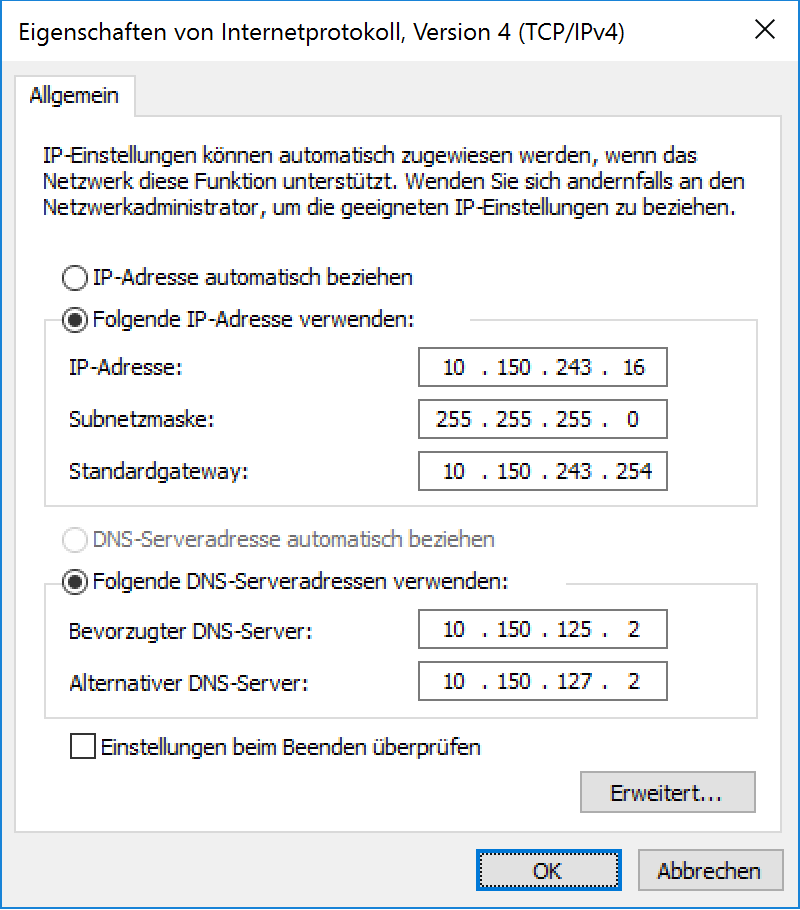 Eigenschaften von Internetprotokoll, Version 4 (TCP/IPv4)
Allgemein
IP-Einstellungen können automatisch zugewiesen werden, wenn das
Netzwerk diese Funktion unterstützt. Wenden Sie sich andernfalls an den
Netzwerkadministrator, um die geeigneten IP-Einstellungen zu beziehen.
IP-Adresse automatisch beziehen
Folgende IP-Adresse verwenden:
IP-Adresse: 10 . 150 . 243 . 16
Subnetzmaske: 255 . 255 . 255 . 0
Standardgateway: 10 . 150 . 243 . 254
DNS-Serveradresse automatisch beziehen
Folgende DNS-Serveradressen verwenden:
Bevorzugter DNS-Server: 10 . 150 . 125 . 2
Alternativer DNS-Server: 10 . 150 . 127 . 2
Einstellungen beim Beenden überprüfen
Erweitert...
OK Abbrechen